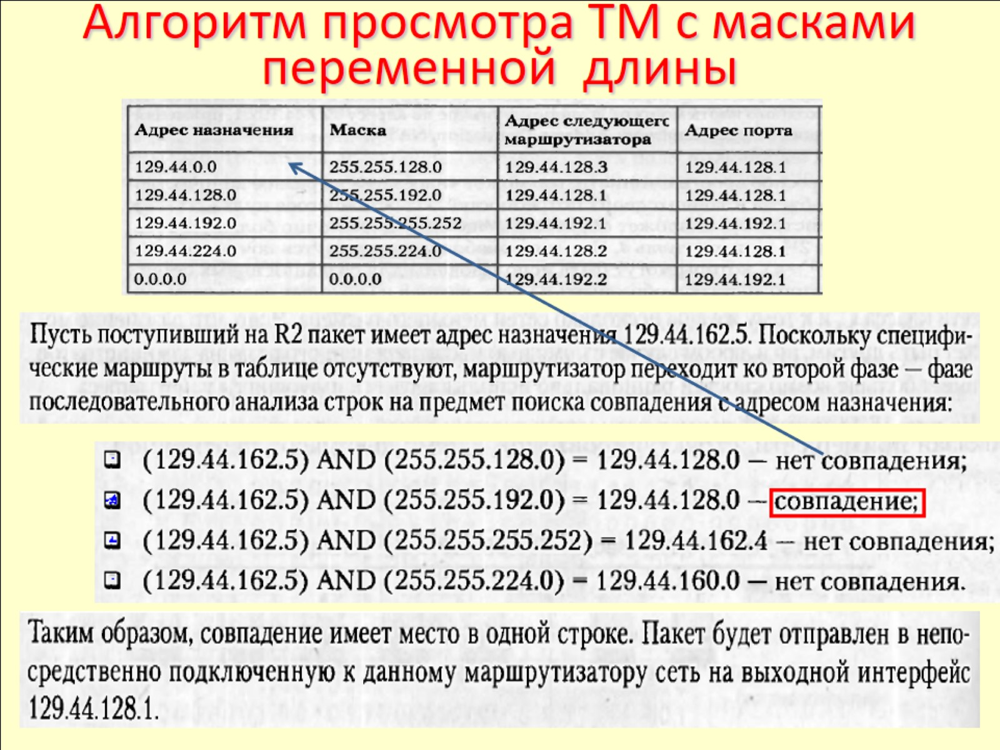 Алгоритм просмотра ТМ с масками
переменной длины
Адрес назначения Маска Адрес следующего маршрутизатора Адрес порта
129.44.0.0 255.255.128.0 129.44.128.3 129.44.128.1
129.44.128.0 255.255.192.0 129.44.128.1 129.44.128.1
129.44.192.0 255.255.255.252 129.44.192.1 129.44.192.1
129.44.224.0 255.255.224.0 129.44.128.2 129.44.128.1
0.0.0.0 0.0.0.0 129.44.192.2 129.44.192.1
Пусть поступивший на R2 пакет имеет адрес назначения 129.44.162.5. Поскольку специфи-
ческие маршруты в таблице отсутствуют, маршрутизатор переходит ко второй фазе — фазе
последовательного анализа строк на предмет поиска совпадения с адресом назначения:
(129.44.162.5) AND (255.255.128.0) = 129.44.128.0 — нет совпадения;
(129.44.162.5) AND (255.255.192.0) = 129.44.128.0 — совпадение;
(129.44.162.5) AND (255.255.255.252) = 129.44.162.4 — нет совпадения;
(129.44.162.5) AND (255.255.224.0) = 129.44.160.0 — нет совпадения.
Таким образом, совпадение имеет место в одной строке. Пакет будет отправлен в непо-
средственно подключенную к данному маршрутизатору сеть на выходной интерфейс
129.44.128.1.